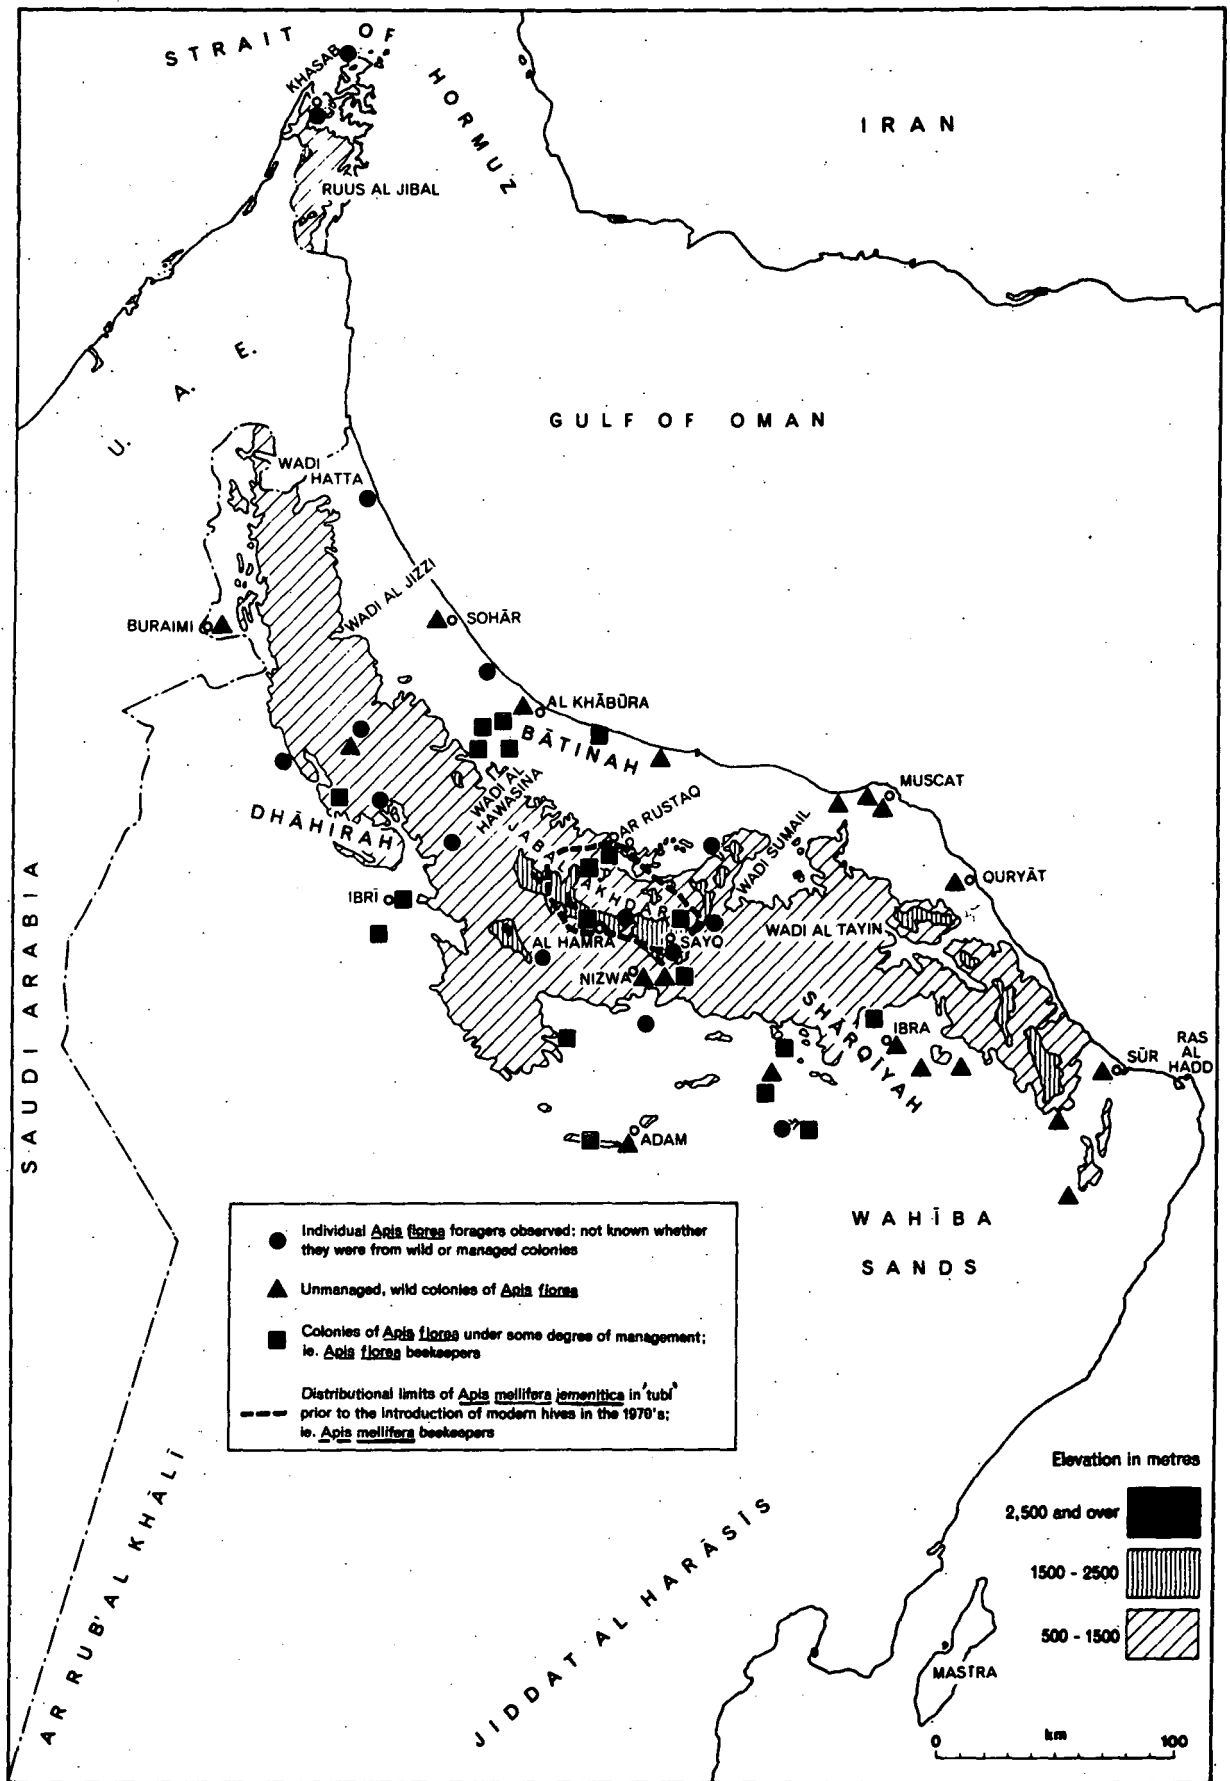 STRAIT OF
HORMUZ
KHASAB
IRAN
RUUS AL JIBAL
U. A. E.
GULF OF OMAN
WADI
HATTA
WADI AL JIZZI
BURAIMI
SOHĀR
AL KHĀBŪRA
BĀTINAH
WADI AL
HAWASINA
MUSCAT
DHĀHIRAH
AR RUSTAQ
JABAL AKHDAR
WADI SUMAIL
QURYĀT
IBRĪ
AL HAMRA
SAYQ
WADI AL TAYIN
NIZWA
SHĀRQĪYAH
IBRA
SŪR
RAS
AL
HADD
ADAM
SAUDI ARABIA
WAHĪBA
SANDS
Individual Apis florea foragers observed: not known whether
they were from wild or managed colonies
Unmanaged, wild colonies of Apis florea
Colonies of Apis florea under some degree of management;
ie. Apis florea beekeepers
Distributional limits of Apis mellifera jemenitica in 'tubl'
prior to the introduction of modern hives in the 1970's;
ie. Apis mellifera beekeepers
AR RUB' AL KHĀLĪ
JIDDAT AL HARĀSĪS
Elevation in metres
2,500 and over
1500 - 2500
500 - 1500
MASĪRA
0 km 100